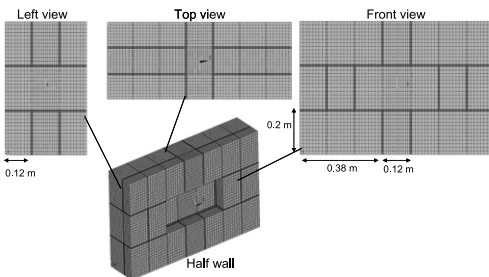 Left view
Top view
Front view
0.2 m
0.12 m
0.38 m
0.12 m
Half wall